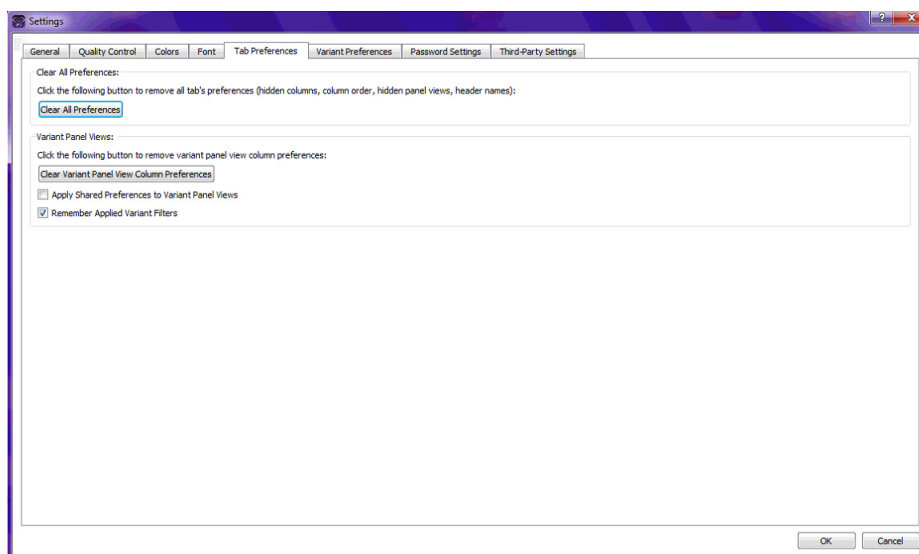 Settings
General Quality Control Colors Font Tab Preferences Variant Preferences Password Settings Third-Party Settings
Clear All Preferences:
Click the following button to remove all tab's preferences (hidden columns, column order, hidden panel views, header names):
Clear All Preferences
Variant Panel Views:
Click the following button to remove variant panel view column preferences:
Clear Variant Panel View Column Preferences
Apply Shared Preferences to Variant Panel Views
Remember Applied Variant Filters
OK Cancel